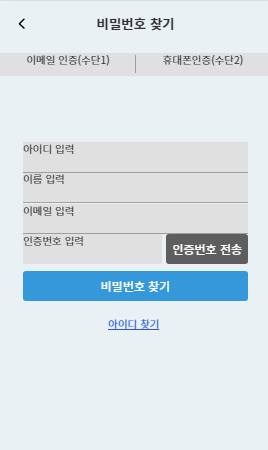 비밀번호 찾기
이메일 인증(수단1)
휴대폰인증(수단2)
아이디 입력
이름 입력
이메일 입력
인증번호 입력
인증번호 전송
비밀번호 찾기
아이디 찾기